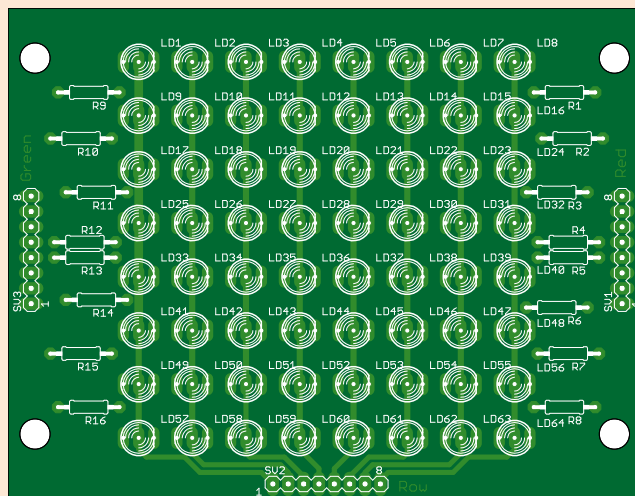 LD1 LD2 LD3 LD4 LD5 LD6 LD7 LD8
R9 R1
LD9 LD10 LD11 LD12 LD13 LD14 LD15 LD16
R10 R2
Green
Red
LD17 LD18 LD19 LD20 LD21 LD22 LD23 LD24
R11 R3
8 8
LD25 LD26 LD27 LD28 LD29 LD30 LD31 LD32
R12 R4
R13 R5
LD33 LD34 LD35 LD36 LD37 LD38 LD39 LD40
SV3 1
SV1
R14 R6
LD41 LD42 LD43 LD44 LD45 LD46 LD47 LD48
R15 R7
LD49 LD50 LD51 LD52 LD53 LD54 LD55 LD56
R16 R8
LD57 LD58 LD59 LD60 LD61 LD62 LD63 LD64
SV2 8
1 Row